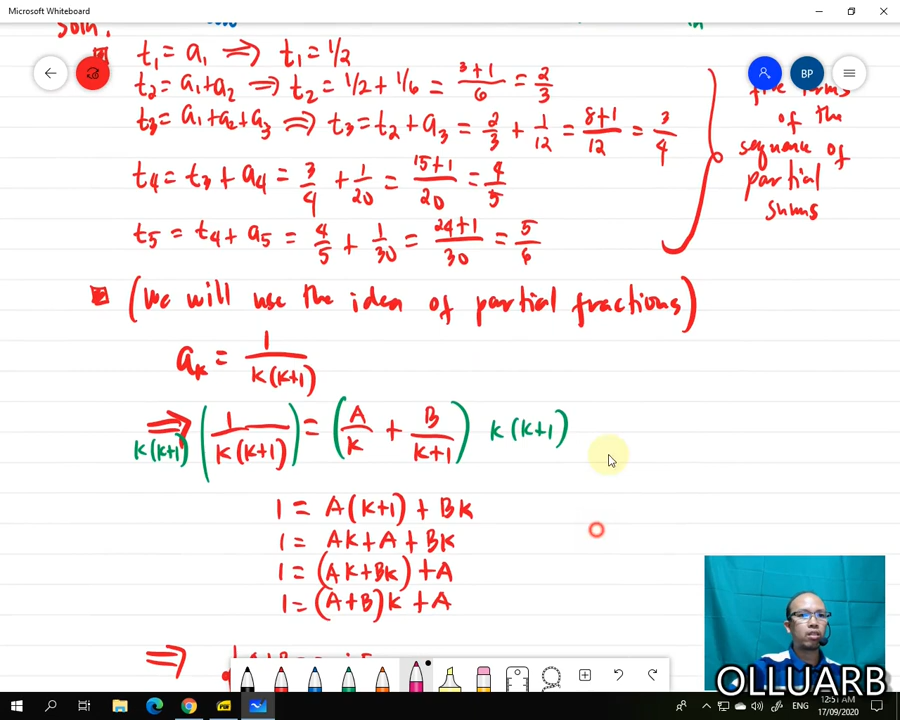 Microsoft Whiteboard
Soln.
t₁ = a₁ ⟹ t₁ = 1/2
t₂ = a₁+a₂ ⟹ t₂ = 1/2 + 1/6 = (3+1)/6 = 2/3
t₃ = a₁+a₂+a₃ ⟹ t₃ = t₂ + a₃ = 2/3 + 1/12 = (8+1)/12 = 3/4
t₄ = t₃ + a₄ = 3/4 + 1/20 = (15+1)/20 = 4/5
t₅ = t₄ + a₅ = 4/5 + 1/30 = (24+1)/30 = 5/6
BP
five terms
of the
sequence of
partial
sums
(We will use the idea of partial fractions)
aₖ = 1/(k(k+1))
⟹ k(k+1) (1/(k(k+1))) = (A/k + B/(k+1)) k(k+1)
1 = A(k+1) + Bk
1 = Ak+A+Bk
1 = (Ak+Bk)+A
1 = (A+B)k +A
⟹
OLLUARB
12:51 AM
ENG
17/09/2020